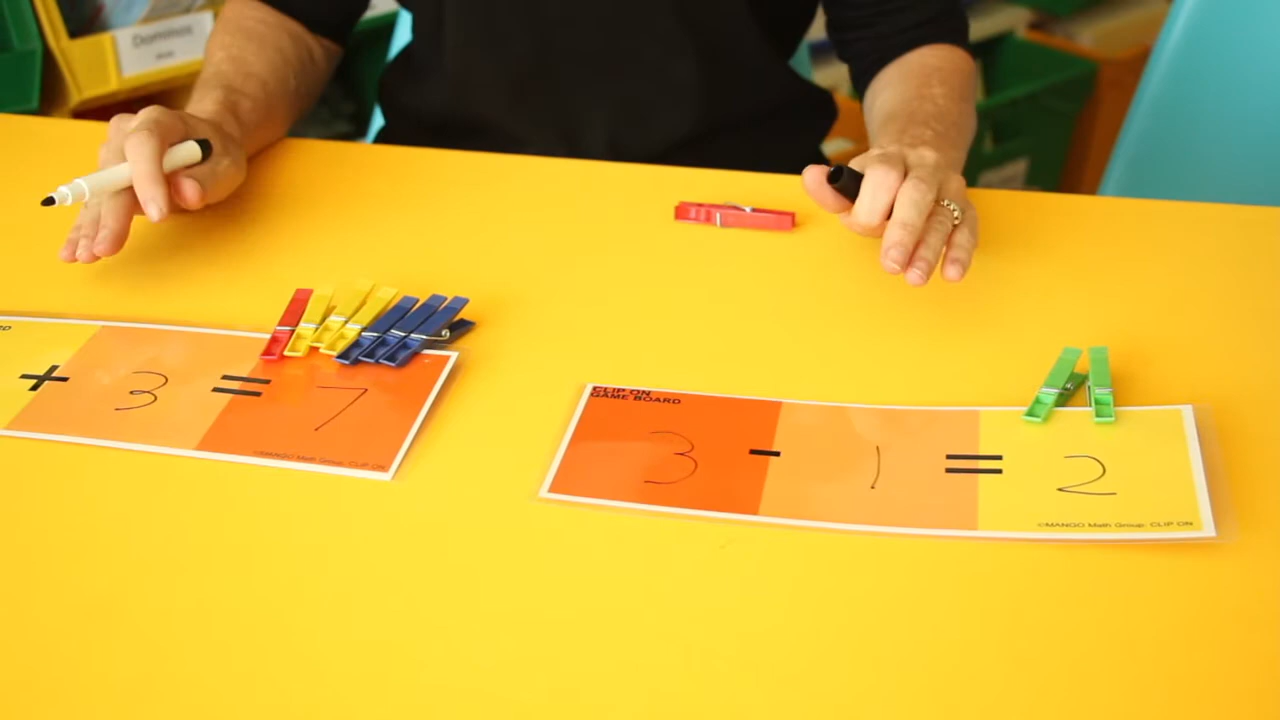 Dominos
+ 3 = 7
©MANGO Math Group: CLIP ON
CLIP ON
GAME BOARD
3 - 1 = 2
©MANGO Math Group: CLIP ON